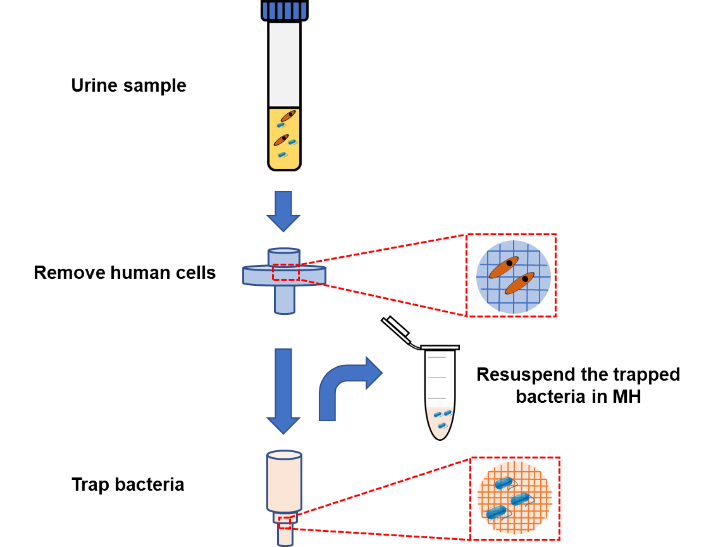 Urine sample
Remove human cells
Resuspend the trapped
bacteria in MH
Trap bacteria